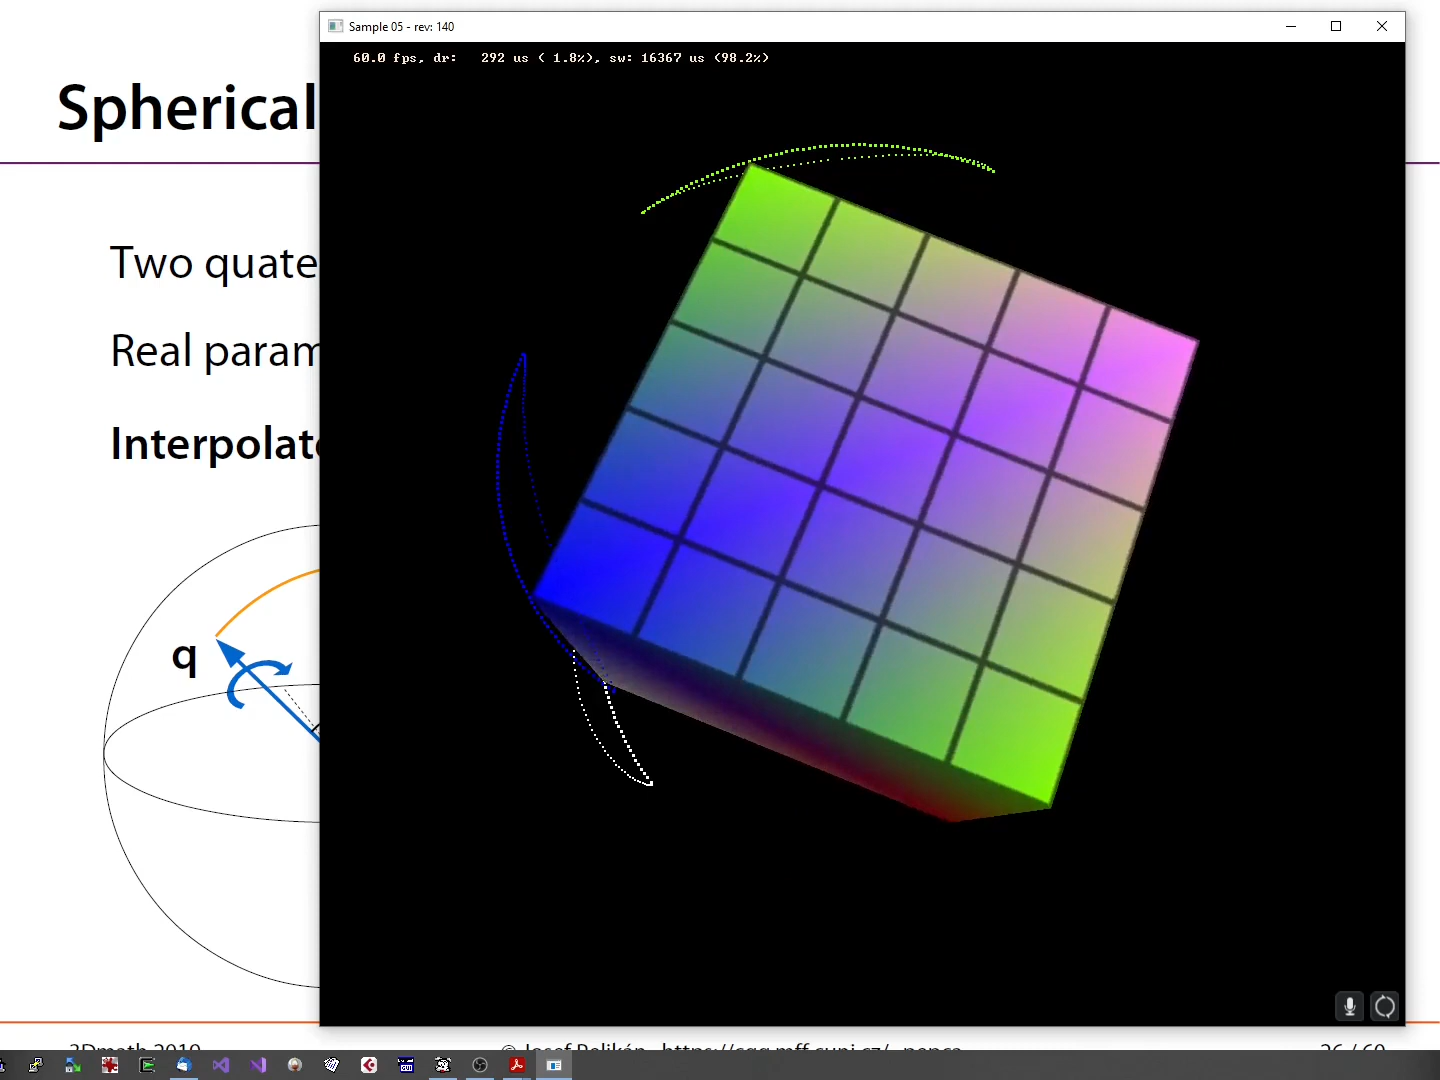 Sample 05 - rev: 140
60.0 fps, dr: 292 us ( 1.8%), sw: 16367 us (98.2%)
Spherical
Two quate
Real param
Interpolate
q